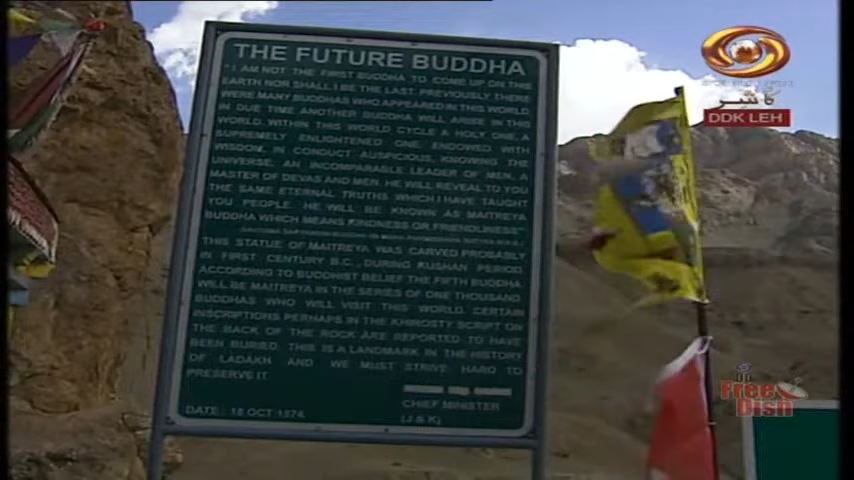 THE FUTURE BUDDHA
"I AM NOT THE FIRST BUDDHA TO COME UP ON THE
EARTH NOR SHALL I BE THE LAST. PREVIOUSLY THERE
WERE MANY BUDDHAS WHO APPEARED IN THIS WORLD.
IN DUE TIME ANOTHER BUDDHA WILL ARISE IN THIS
WORLD. WITHIN THIS WORLD CYCLE A HOLY ONE, A
SUPREMELY ENLIGHTENED ONE, ENDOWED WITH
WISDOM, IN CONDUCT AUSPICIOUS, KNOWING THE
UNIVERSE, AN INCOMPARABLE LEADER OF MEN, A
MASTER OF DEVAS AND MEN. HE WILL REVEAL TO YOU
THE SAME ETERNAL TRUTHS WHICH I HAVE TAUGHT
YOU PEOPLE. HE WILL BE KNOWN AS MAITREYA
BUDDHA WHICH MEANS KINDNESS OR FRIENDLINESS"
THIS STATUE OF MAITREYA WAS CARVED PROBABLY
IN FIRST CENTURY B.C., DURING KUSHAN PERIOD
ACCORDING TO BUDDHIST BELIEF THE FIFTH BUDDHA
WILL BE MAITREYA IN THE SERIES OF ONE THOUSAND
BUDDHAS WHO WILL VISIT THIS WORLD. CERTAIN
INSCRIPTIONS PERHAPS IN THE KHIROSTY SCRIPT ON
THE BACK OF THE ROCK ARE REPORTED TO HAVE
BEEN BURIED. THIS IS A LANDMARK IN THE HISTORY
OF LADAKH AND WE MUST STRIVE HARD TO
PRESERVE IT
CHIEF MINISTER
DATE: 18 OCT 1974 (J & K)
کاشیر
DDK LEH
DD
Free
Dish